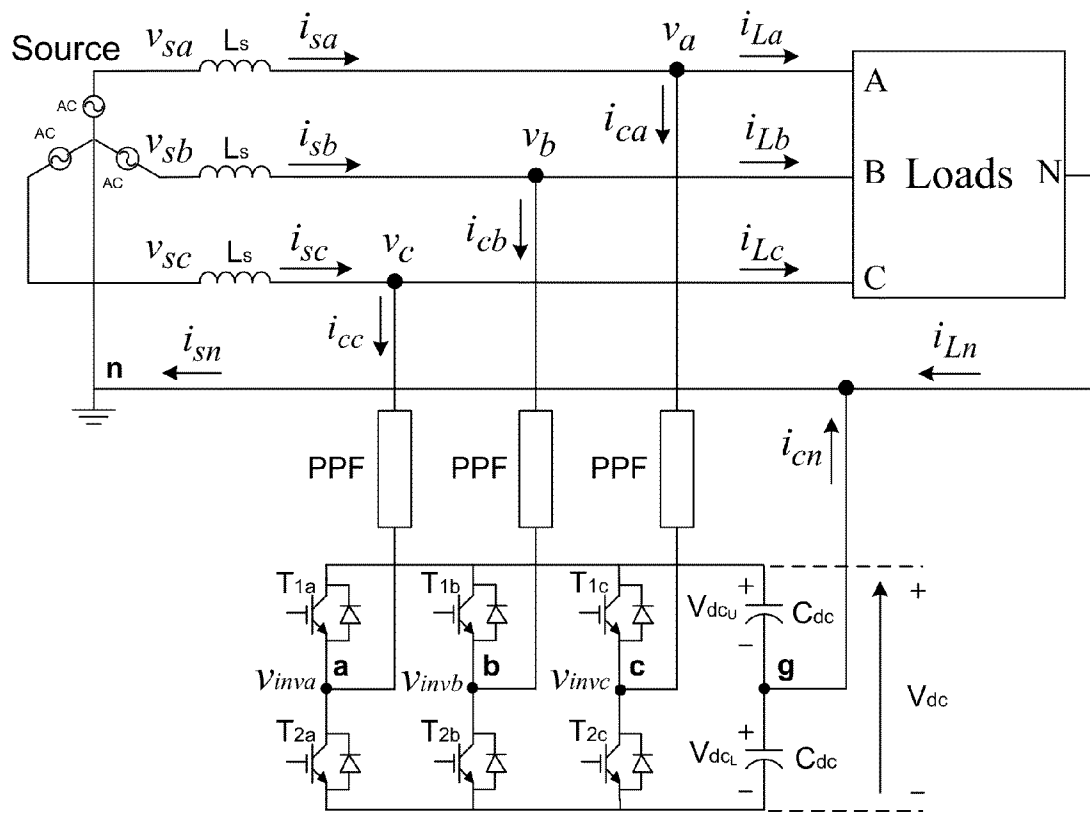 Source
v_sa L_s i_sa v_a i_La
A
AC
i_ca
AC
v_sb L_s i_sb v_b i_Lb
AC
B Loads N
i_cb
v_sc L_s i_sc v_c i_Lc
C
i_cc
n i_sn i_Ln
i_cn
PPF PPF PPF
T_1a T_1b T_1c + +
V_dcU C_dc
a b c − g
v_inva v_invb v_invc V_dc
T_2a T_2b T_2c +
V_dcL C_dc
− −